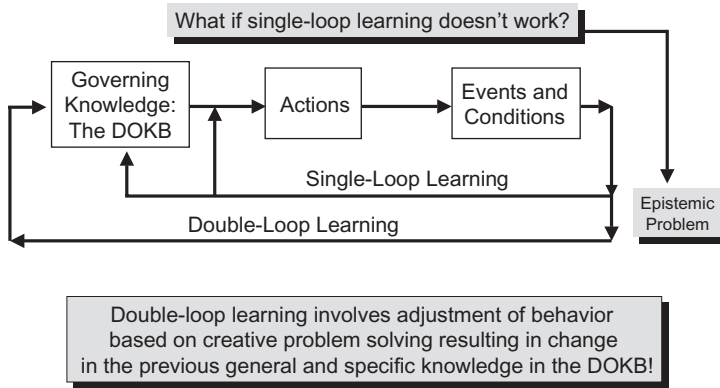 What if single-loop learning doesn't work?
Governing
Knowledge:
The DOKB
Actions
Events and
Conditions
Single-Loop Learning
Epistemic
Problem
Double-Loop Learning
Double-loop learning involves adjustment of behavior
based on creative problem solving resulting in change
in the previous general and specific knowledge in the DOKB!